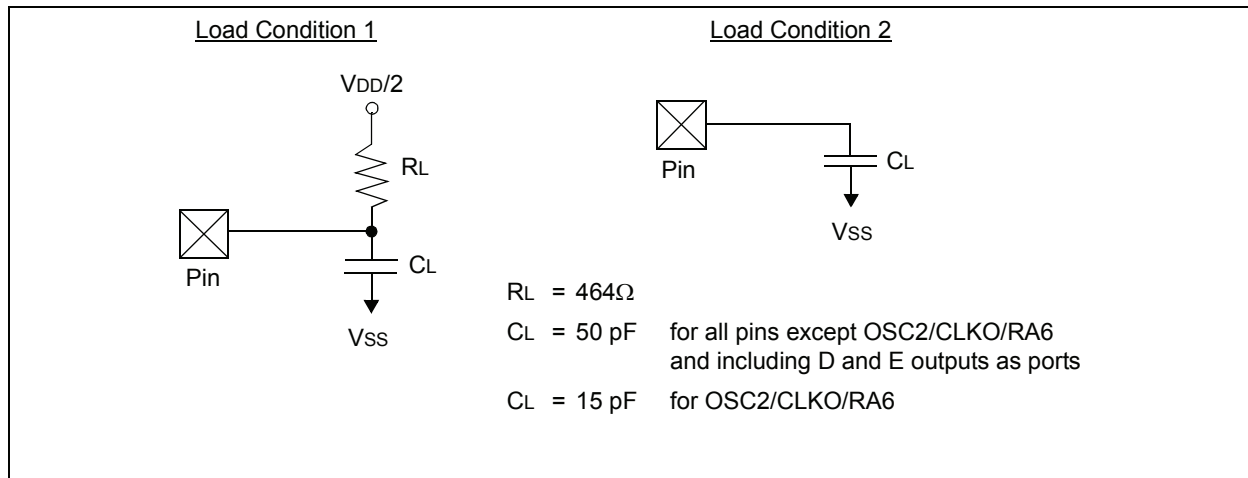 Load Condition 1
VDD/2
RL
Pin
CL
VSS
Load Condition 2
Pin
CL
VSS
RL = 464Ω
CL = 50 pF for all pins except OSC2/CLKO/RA6
and including D and E outputs as ports
CL = 15 pF for OSC2/CLKO/RA6